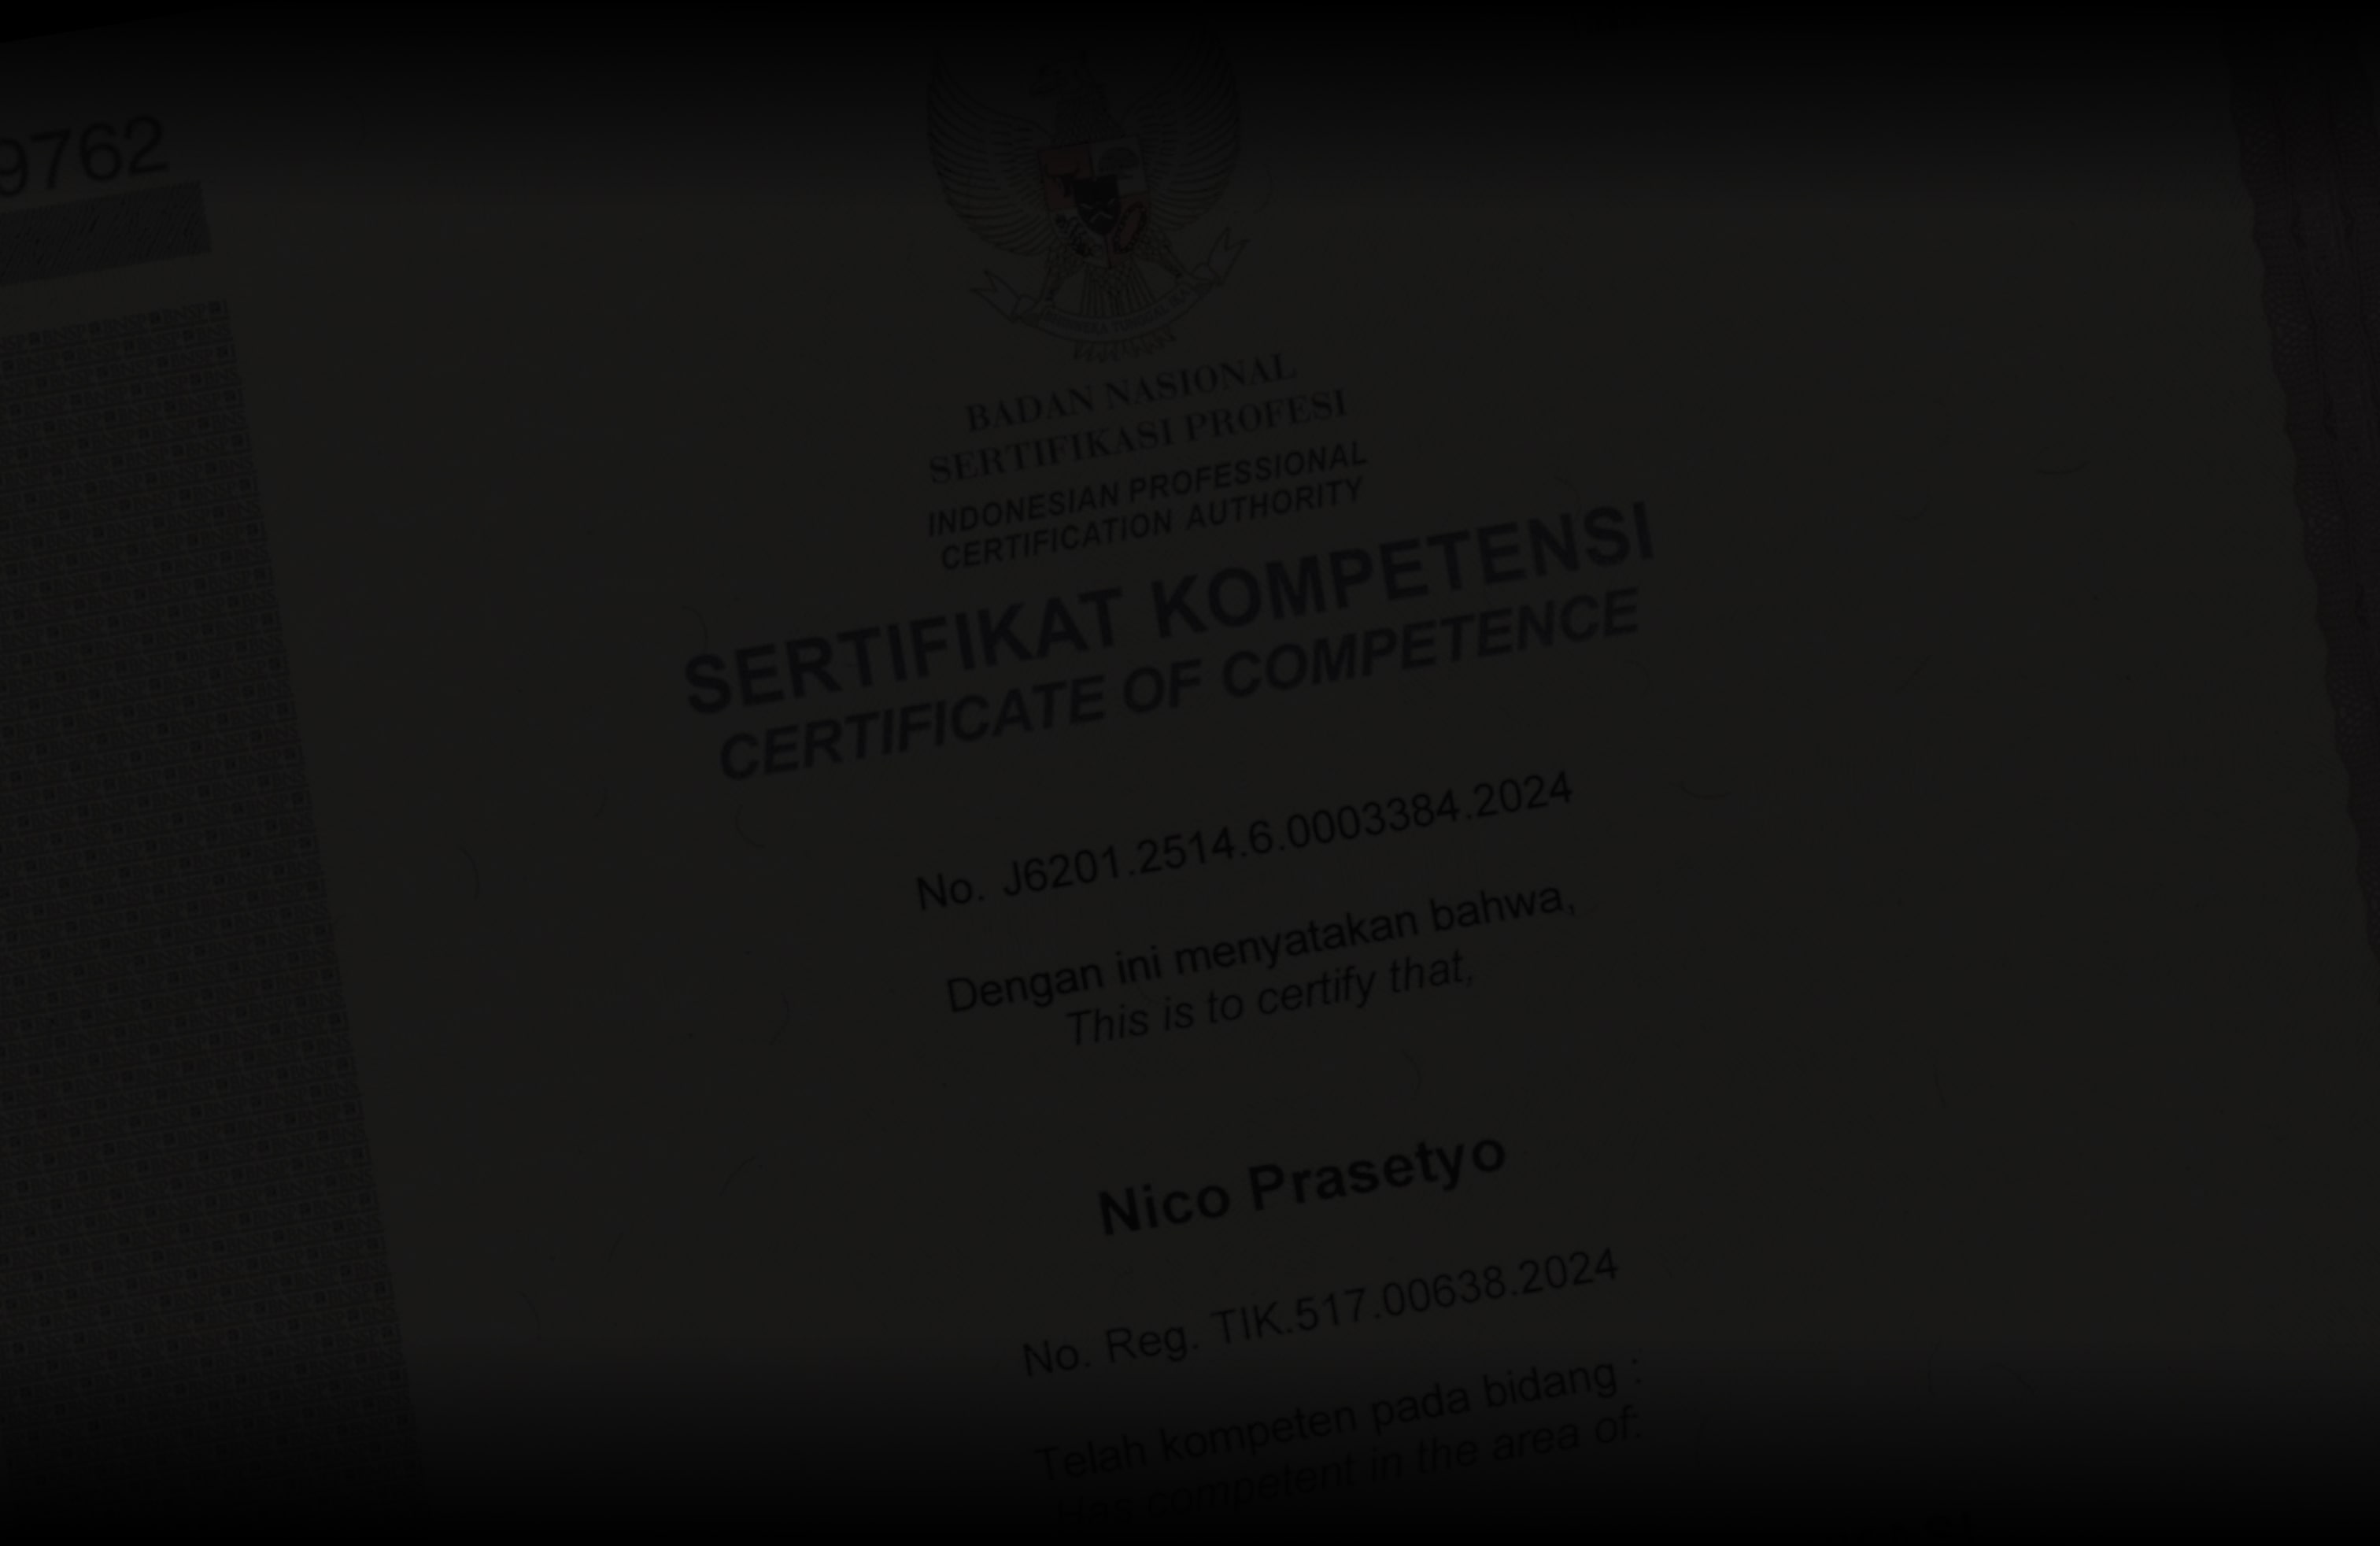 9762
BHINNEKA TUNGGAL IKA
BADAN NASIONAL
SERTIFIKASI PROFESI
INDONESIAN PROFESSIONAL
CERTIFICATION AUTHORITY
SERTIFIKAT KOMPETENSI
CERTIFICATE OF COMPETENCE
No. J6201.2514.6.0003384.2024
Dengan ini menyatakan bahwa,
This is to certify that,
Nico Prasetyo
No. Reg. TIK.517.00638.2024
Telah kompeten pada bidang :
Has competent in the area of: